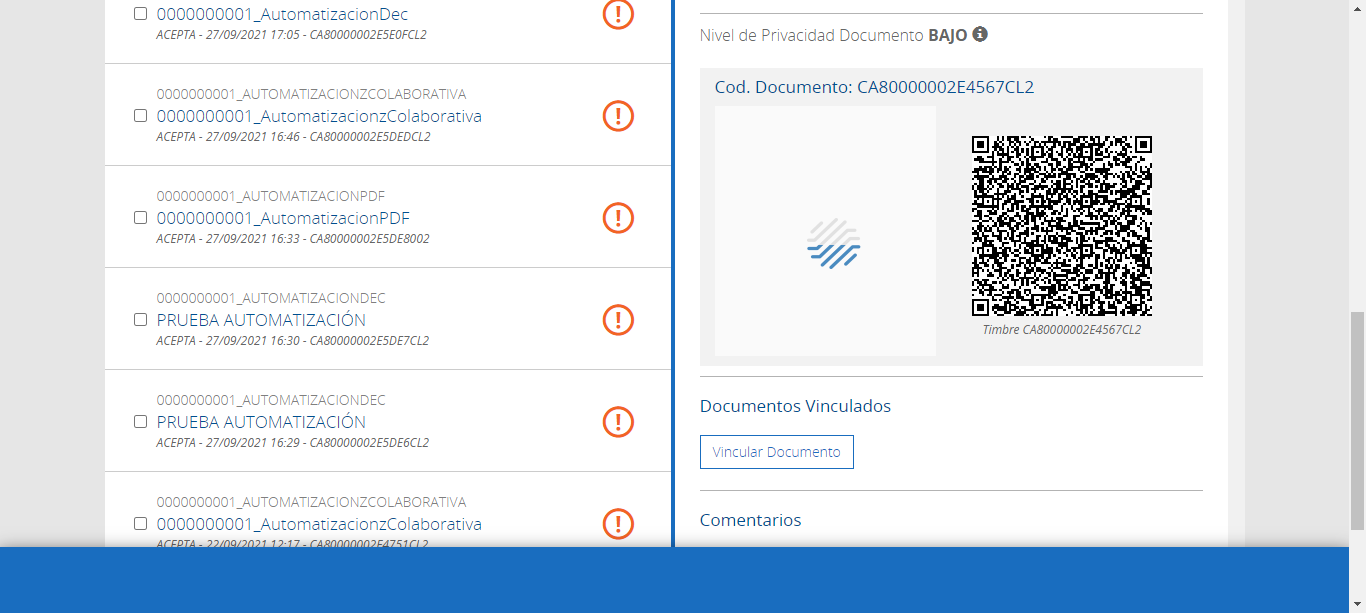 0000000001_AutomatizacionDec
ACEPTA - 27/09/2021 17:05 - CA80000002E5E0FCL2
0000000001_AUTOMATIZACIONZCOLABORATIVA
0000000001_AutomatizacionzColaborativa
ACEPTA - 27/09/2021 16:46 - CA80000002E5DEDCL2
0000000001_AUTOMATIZACIONPDF
0000000001_AutomatizacionPDF
ACEPTA - 27/09/2021 16:33 - CA80000002E5DE8002
0000000001_AUTOMATIZACIONDEC
PRUEBA AUTOMATIZACIÓN
ACEPTA - 27/09/2021 16:30 - CA80000002E5DE7CL2
0000000001_AUTOMATIZACIONDEC
PRUEBA AUTOMATIZACIÓN
ACEPTA - 27/09/2021 16:29 - CA80000002E5DE6CL2
0000000001_AUTOMATIZACIONZCOLABORATIVA
0000000001_AutomatizacionzColaborativa
ACEPTA - 22/09/2021 12:17 - CA80000002E4751CL2
Nivel de Privacidad Documento BAJO
Cod. Documento: CA80000002E4567CL2
Timbre CA80000002E4567CL2
Documentos Vinculados
Vincular Documento
Comentarios